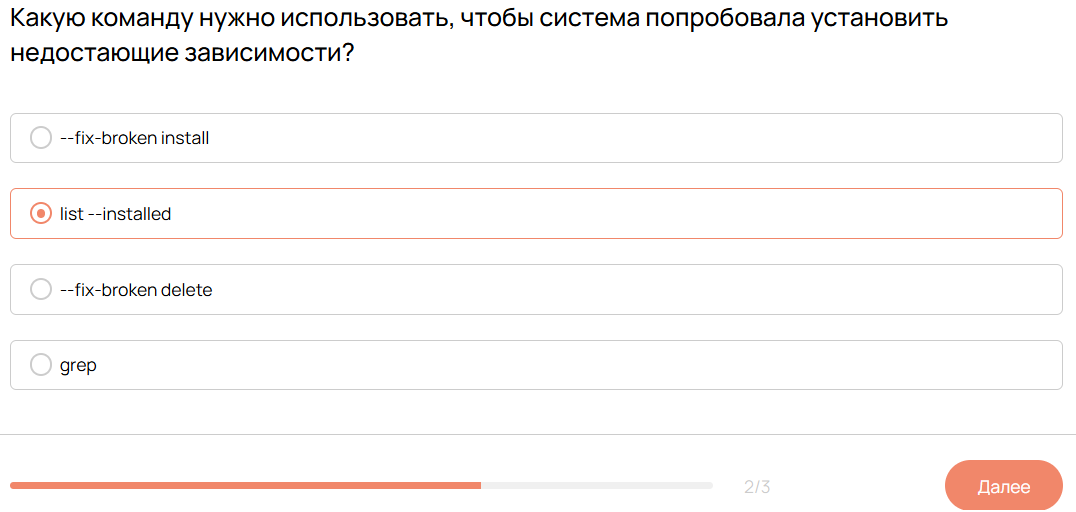 Какую команду нужно использовать, чтобы система попробовала установить
недостающие зависимости?
--fix-broken install
list --installed
--fix-broken delete
grep
2/3
Далее